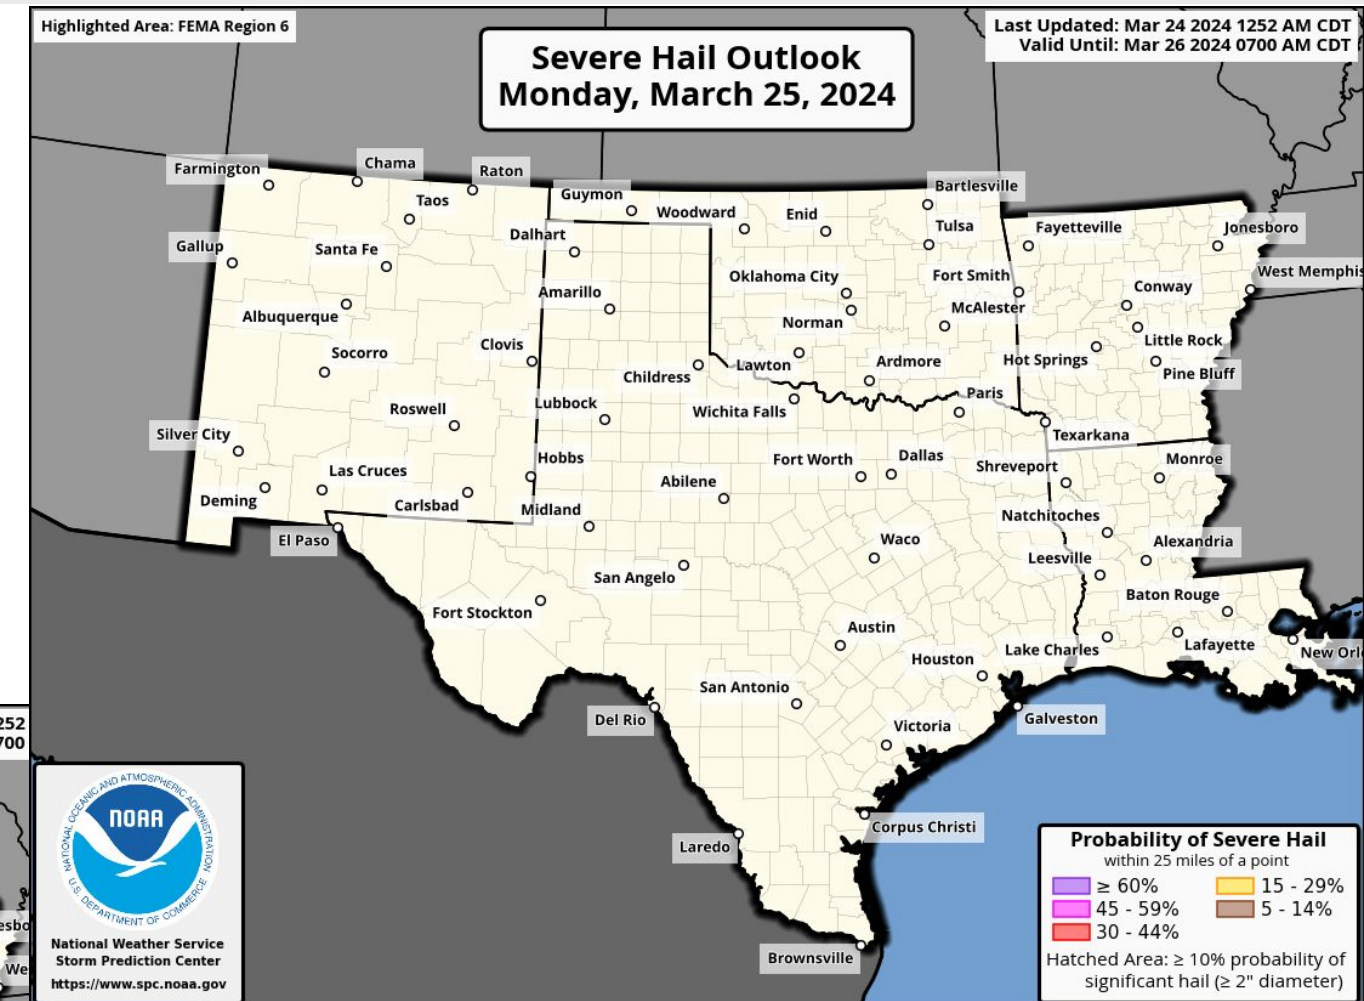 Highlighted Area: FEMA Region 6
Severe Hail Outlook
Monday, March 25, 2024
Last Updated: Mar 24 2024 1252 AM CDT
Valid Until: Mar 26 2024 0700 AM CDT
Farmington
Chama
Raton
Taos
Guymon
Woodward
Enid
Bartlesville
Tulsa
Fayetteville
Jonesboro
Gallup
Santa Fe
Dalhart
Oklahoma City
Fort Smith
West Memphis
Amarillo
Conway
Albuquerque
Norman
McAlester
Little Rock
Socorro
Clovis
Childress
Lawton
Ardmore
Hot Springs
Pine Bluff
Roswell
Lubbock
Wichita Falls
Paris
Texarkana
Silver City
Las Cruces
Hobbs
Abilene
Fort Worth
Dallas
Shreveport
Monroe
Deming
Carlsbad
Midland
Natchitoches
El Paso
San Angelo
Waco
Leesville
Alexandria
Fort Stockton
Baton Rouge
Austin
Houston
Lake Charles
Lafayette
New Orl
San Antonio
Del Rio
Victoria
Galveston
Laredo
Corpus Christi
Brownsville
252
700
esbo
We
NATIONAL OCEANIC AND ATMOSPHERIC ADMINISTRATION
NOAA
U.S. DEPARTMENT OF COMMERCE
National Weather Service
Storm Prediction Center
https://www.spc.noaa.gov
Probability of Severe Hail
within 25 miles of a point
≥ 60%
15 - 29%
45 - 59%
5 - 14%
30 - 44%
Hatched Area: ≥ 10% probability of
significant hail (≥ 2" diameter)